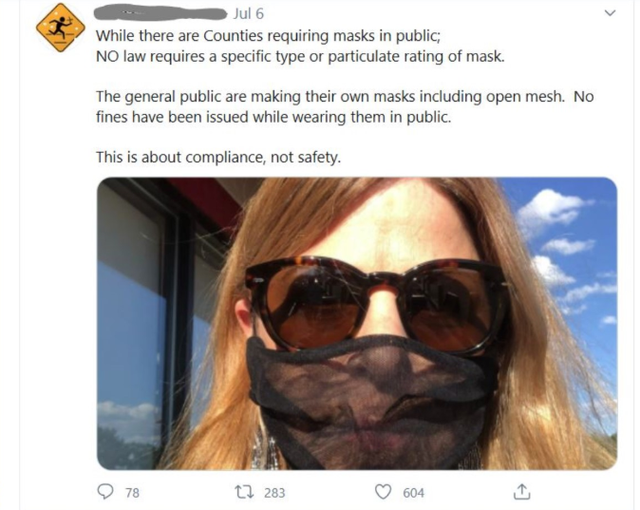 Jul 6
While there are Counties requiring masks in public;
NO law requires a specific type or particulate rating of mask.
The general public are making their own masks including open mesh. No
fines have been issued while wearing them in public.
This is about compliance, not safety.
78 283 604